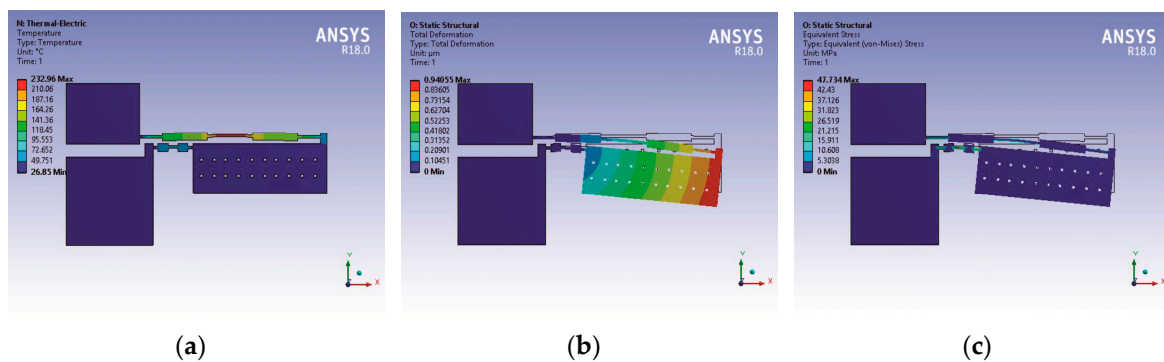 N: Thermal-Electric
Temperature
Type: Temperature
Unit: °C
Time: 1
232.96 Max
210.06
187.16
164.26
141.36
118.45
95.553
72.652
49.751
26.85 Min
ANSYS
R18.0
Y
Z
X
(a)
O: Static Structural
Total Deformation
Type: Total Deformation
Unit: µm
Time: 1
0.94055 Max
0.83605
0.73154
0.62704
0.52253
0.41802
0.31352
0.20901
0.10451
0 Min
ANSYS
R18.0
Y
Z
X
(b)
O: Static Structural
Equivalent Stress
Type: Equivalent (von-Mises) Stress
Unit: MPa
Time: 1
47.734 Max
42.43
37.126
31.823
26.519
21.215
15.911
10.608
5.3038
0 Min
ANSYS
R18.0
Y
Z
X
(c)